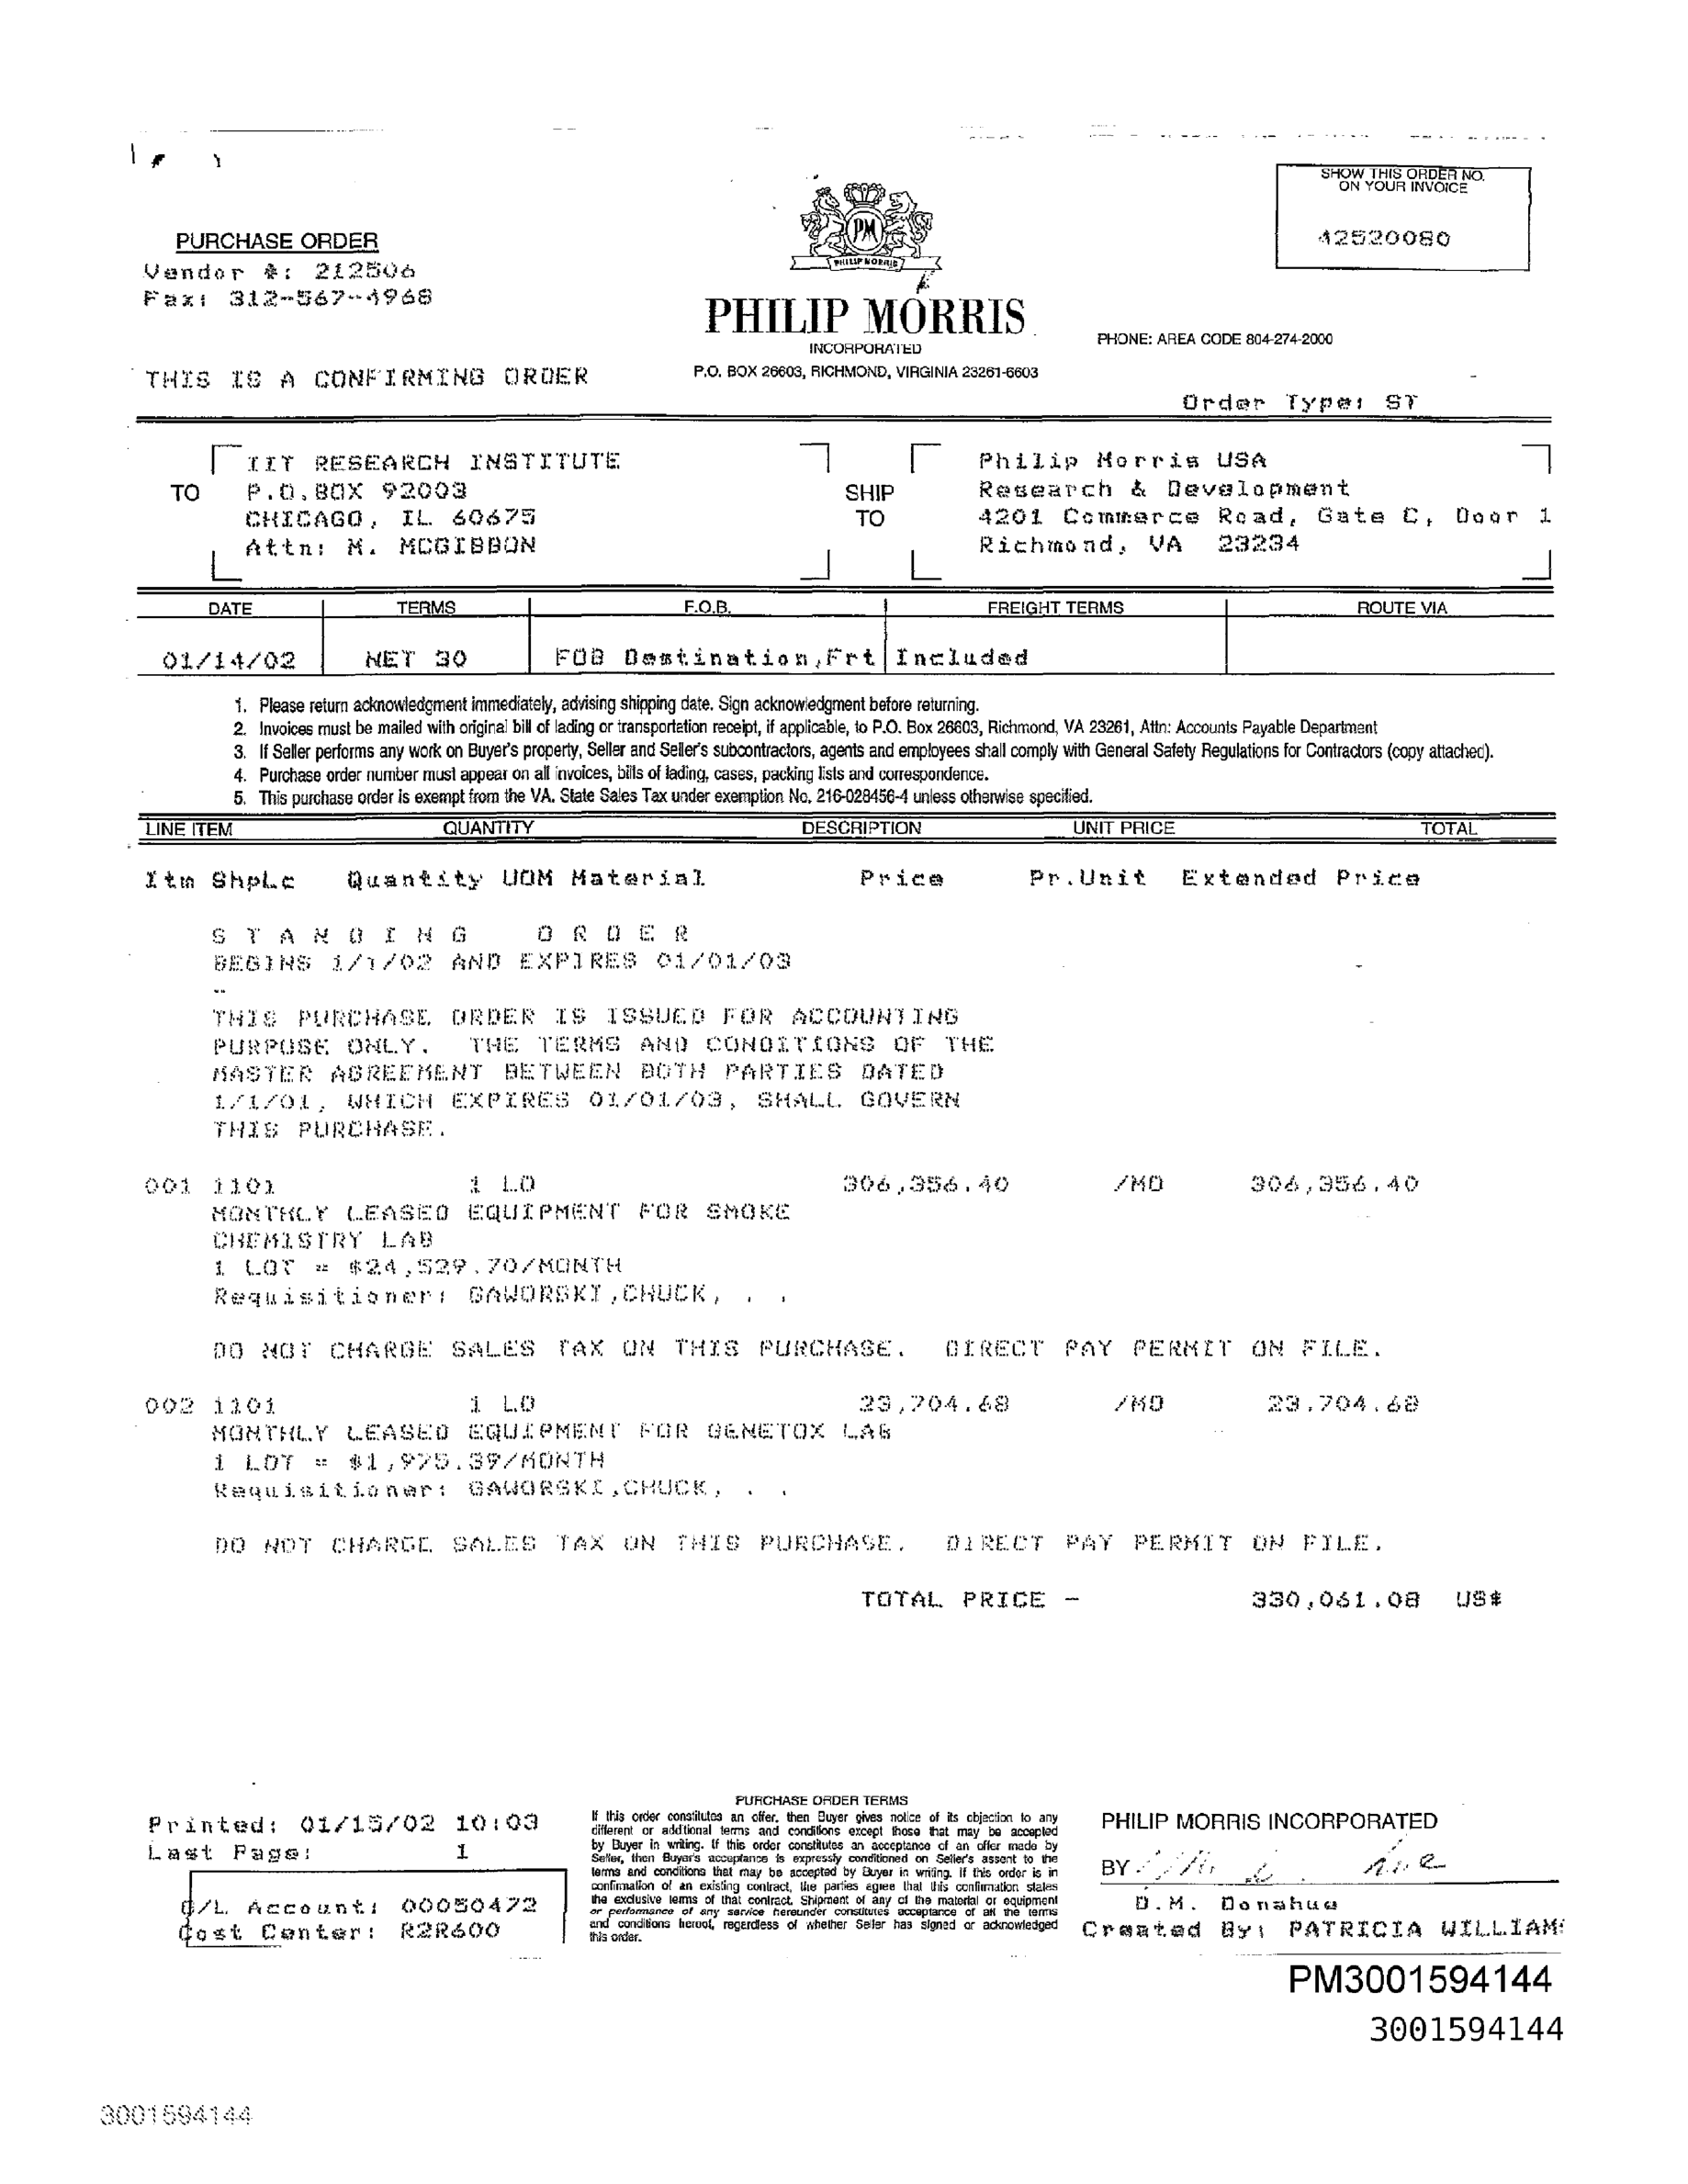 SHOW THIS ORDER NO.
ON YOUR INVOICE
42520080
PURCHASE ORDER
Vendor #: 212506
Fax: 312-567-4968
PM
PHILIP MORRIS
PHILIP MORRIS
INCORPORATED
P.O. BOX 26603, RICHMOND, VIRGINIA 23261-6603
PHONE: AREA CODE 804-274-2000
THIS IS A CONFIRMING ORDER
Order Type: ST
TO
IIT RESEARCH INSTITUTE
P.O.BOX 92003
CHICAGO, IL 60675
Attn: M. MCGIBBON
SHIP
TO
Philip Morris USA
Research & Development
4201 Commerce Road, Gate C, Door 1
Richmond, VA 23234
DATE TERMS F.O.B. FREIGHT TERMS ROUTE VIA
01/14/02 NET 30 FOB Destination,Frt Included
1. Please return acknowledgment immediately, advising shipping date. Sign acknowledgment before returning.
2. Invoices must be mailed with original bill of lading or transportation receipt, if applicable, to P.O. Box 26603, Richmond, VA 23261, Attn: Accounts Payable Department
3. If Seller performs any work on Buyer's property, Seller and Seller's subcontractors, agents and employees shall comply with General Safety Regulations for Contractors (copy attached).
4. Purchase order number must appear on all invoices, bills of lading, cases, packing lists and correspondence.
5. This purchase order is exempt from the VA. State Sales Tax under exemption No. 216-028456-4 unless otherwise specified.
LINE ITEM QUANTITY DESCRIPTION UNIT PRICE TOTAL
Itm ShpLc Quantity UOM Material Price Pr.Unit Extended Price
S T A N D I N G O R D E R
BEGINS 1/1/02 AND EXPIRES 01/01/03
THIS PURCHASE ORDER IS ISSUED FOR ACCOUNTING
PURPOSE ONLY. THE TERMS AND CONDITIONS OF THE
MASTER AGREEMENT BETWEEN BOTH PARTIES DATED
1/1/01, WHICH EXPIRES 01/01/03, SHALL GOVERN
THIS PURCHASE.
001 1101 1 LO 306,356.40 /MO 306,356.40
MONTHLY LEASED EQUIPMENT FOR SMOKE
CHEMISTRY LAB
1 LOT = $24,529.70/MONTH
Requisitioner: GAWORSKI,CHUCK, . .
DO NOT CHARGE SALES TAX ON THIS PURCHASE. DIRECT PAY PERMIT ON FILE.
002 1101 1 LO 23,704.68 /MO 23,704.68
MONTHLY LEASED EQUIPMENT FOR GENETOX LAB
1 LOT = $1,975.39/MONTH
Requisitioner: GAWORSKI,CHUCK, . .
DO NOT CHARGE SALES TAX ON THIS PURCHASE. DIRECT PAY PERMIT ON FILE.
TOTAL PRICE - 330,061.08 US$
Printed: 01/15/02 10:03
Last Page: 1
G/L Account: 00050472
Cost Center: R2R600
PURCHASE ORDER TERMS
If this order constitutes an offer, then Buyer gives notice of its objection to any
different or additional terms and conditions except those that may be accepted
by Buyer in writing. If this order constitutes an acceptance of an offer made by
Seller, then Buyer's acceptance is expressly conditioned on Seller's assent to the
terms and conditions that may be accepted by Buyer in writing. If this order is in
confirmation of an existing contract, the parties agree that this confirmation states
the exclusive terms of that contract. Shipment of any of the material or equipment
or performance of any service hereunder constitutes acceptance of all the terms
and conditions hereof, regardless of whether Seller has signed or acknowledged
this order.
PHILIP MORRIS INCORPORATED
BY
D.M. Donahue
Created By: PATRICIA WILLIAMS
PM3001594144
3001594144
3001594144